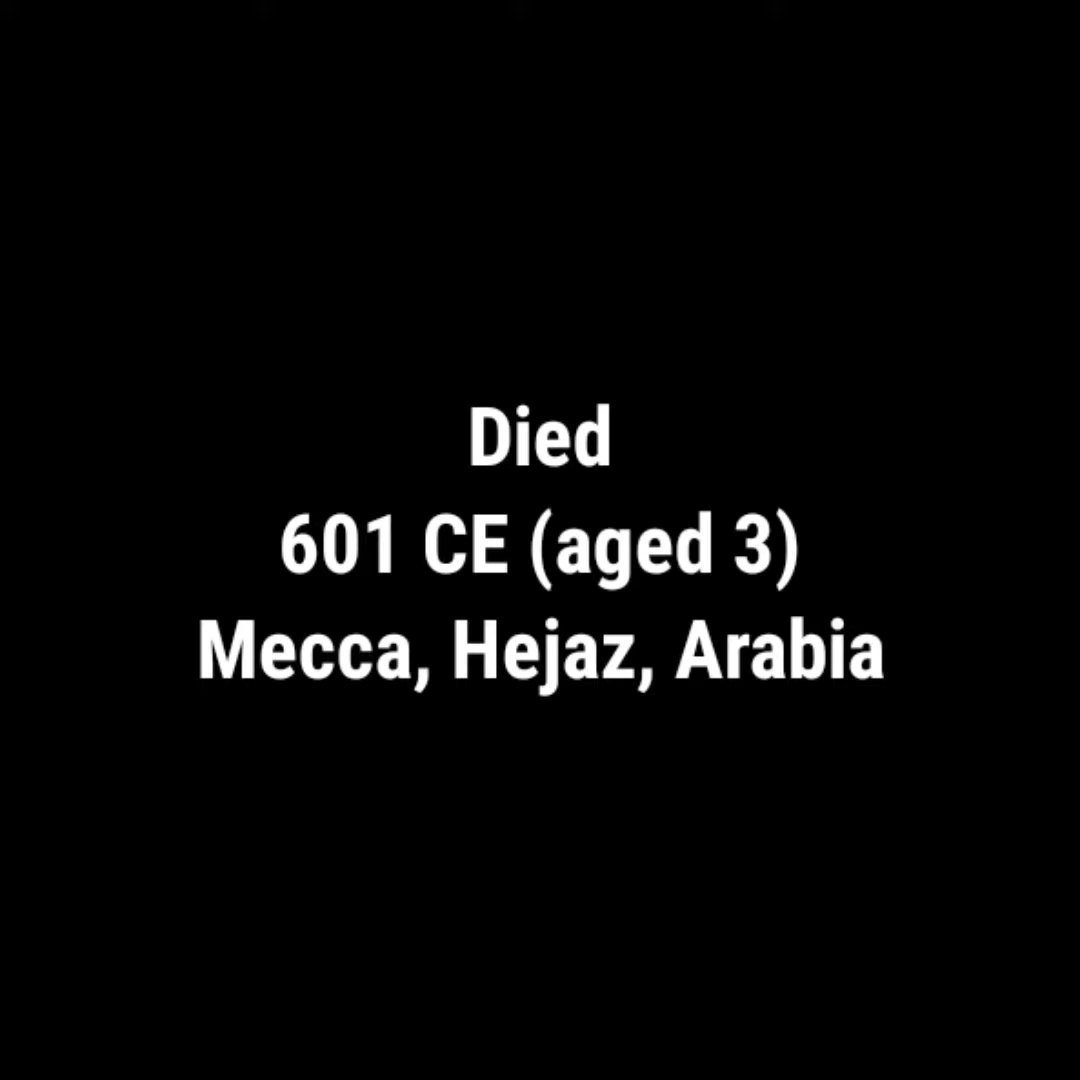 Died
601 CE (aged 3)
Mecca, Hejaz, Arabia